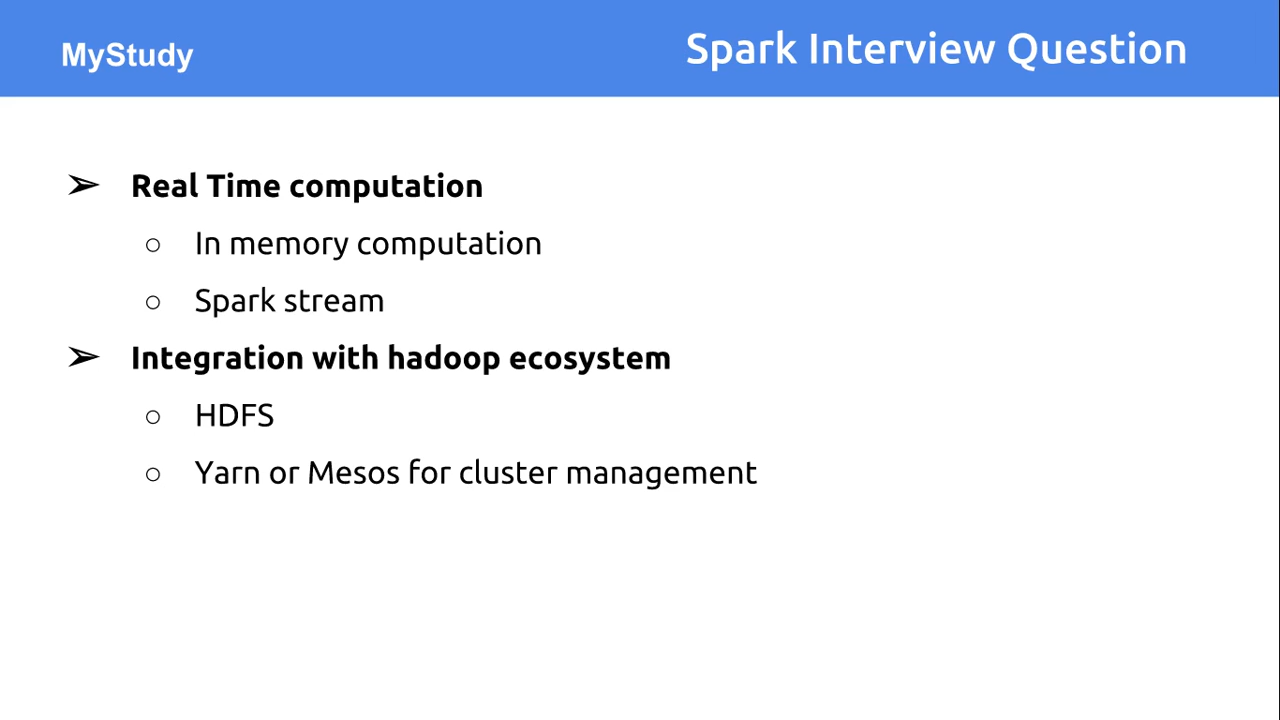 MyStudy
Spark Interview Question
➢ Real Time computation
○ In memory computation
○ Spark stream
➢ Integration with hadoop ecosystem
○ HDFS
○ Yarn or Mesos for cluster management